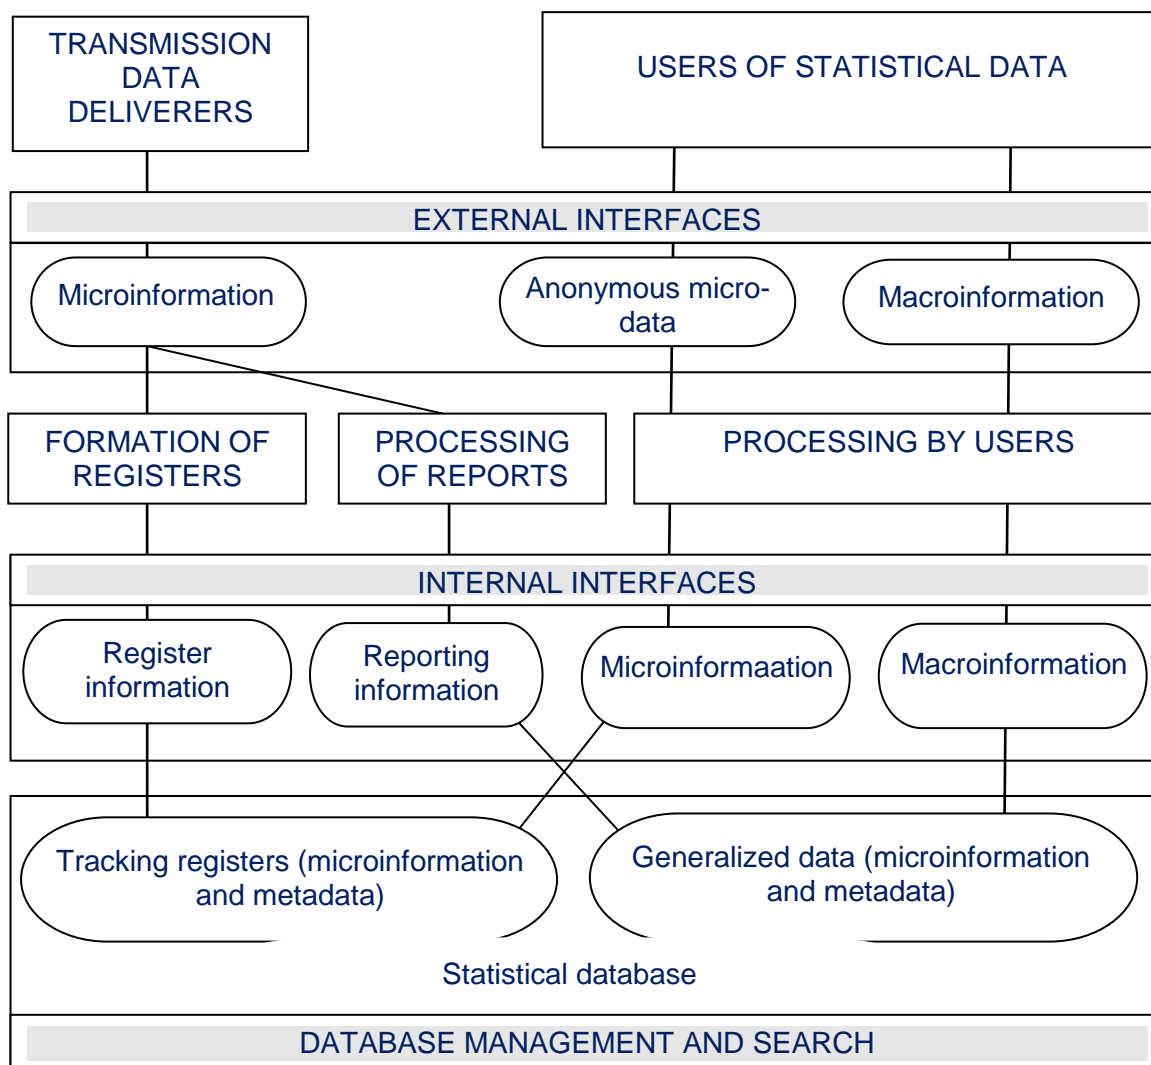 TRANSMISSION
DATA
DELIVERERS
USERS OF STATISTICAL DATA
EXTERNAL INTERFACES
Microinformation
Anonymous micro-
data
Macroinformation
FORMATION OF
REGISTERS
PROCESSING
OF REPORTS
PROCESSING BY USERS
INTERNAL INTERFACES
Register
information
Reporting
information
Microinformaation
Macroinformation
Tracking registers (microinformation
and metadata)
Generalized data (microinformation
and metadata)
Statistical database
DATABASE MANAGEMENT AND SEARCH